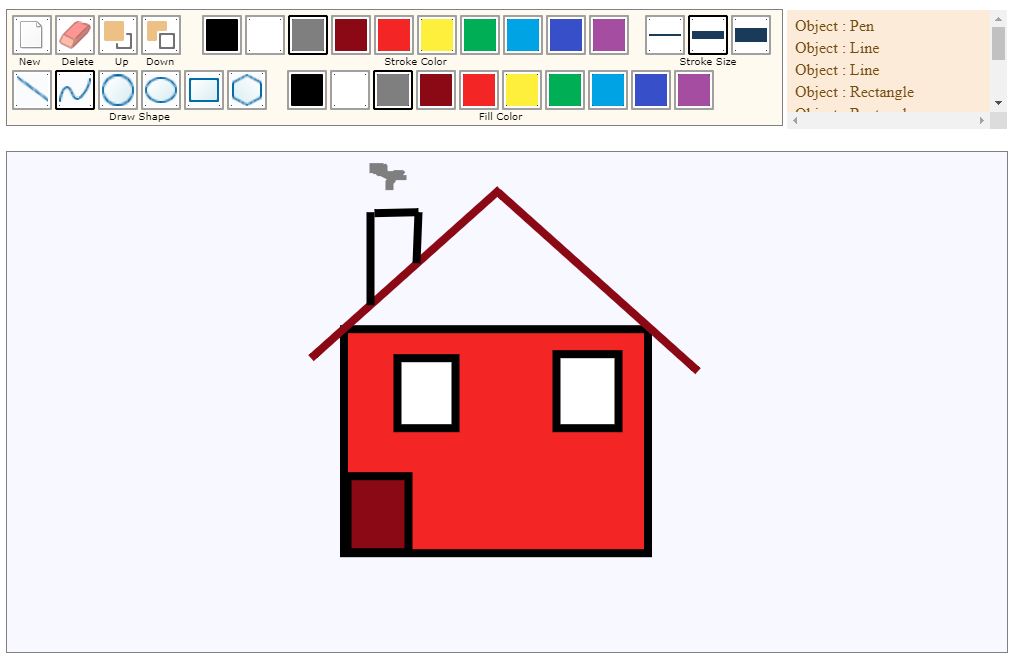 New Delete Up Down
Stroke Color
Stroke Size
Draw Shape
Fill Color
Object : Pen
Object : Line
Object : Line
Object : Rectangle